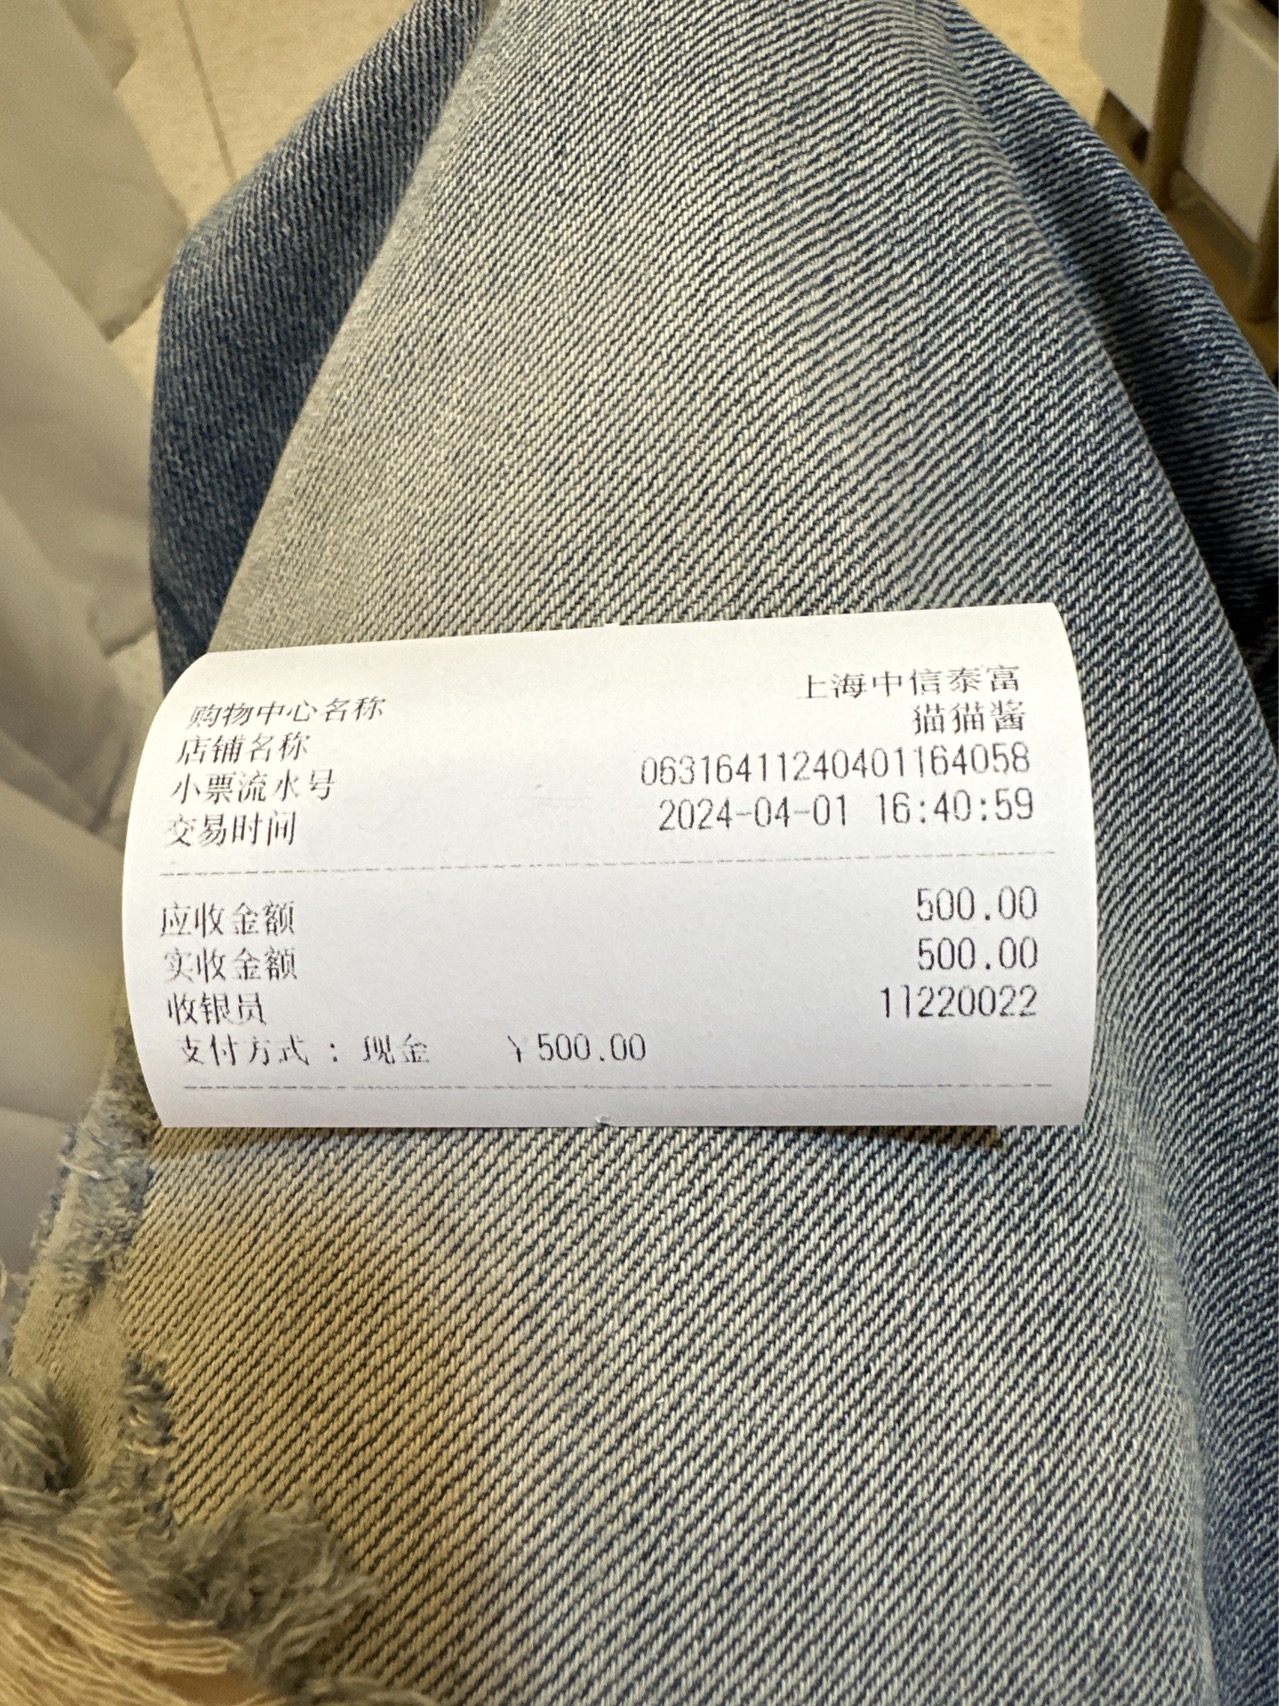 购物中心名称 上海中信泰富
店铺名称 猫猫酱
小票流水号 06316411240401164058
交易时间 2024-04-01 16:40:59
应收金额 500.00
实收金额 500.00
收银员 11220022
支付方式 : 现金 ¥500.00